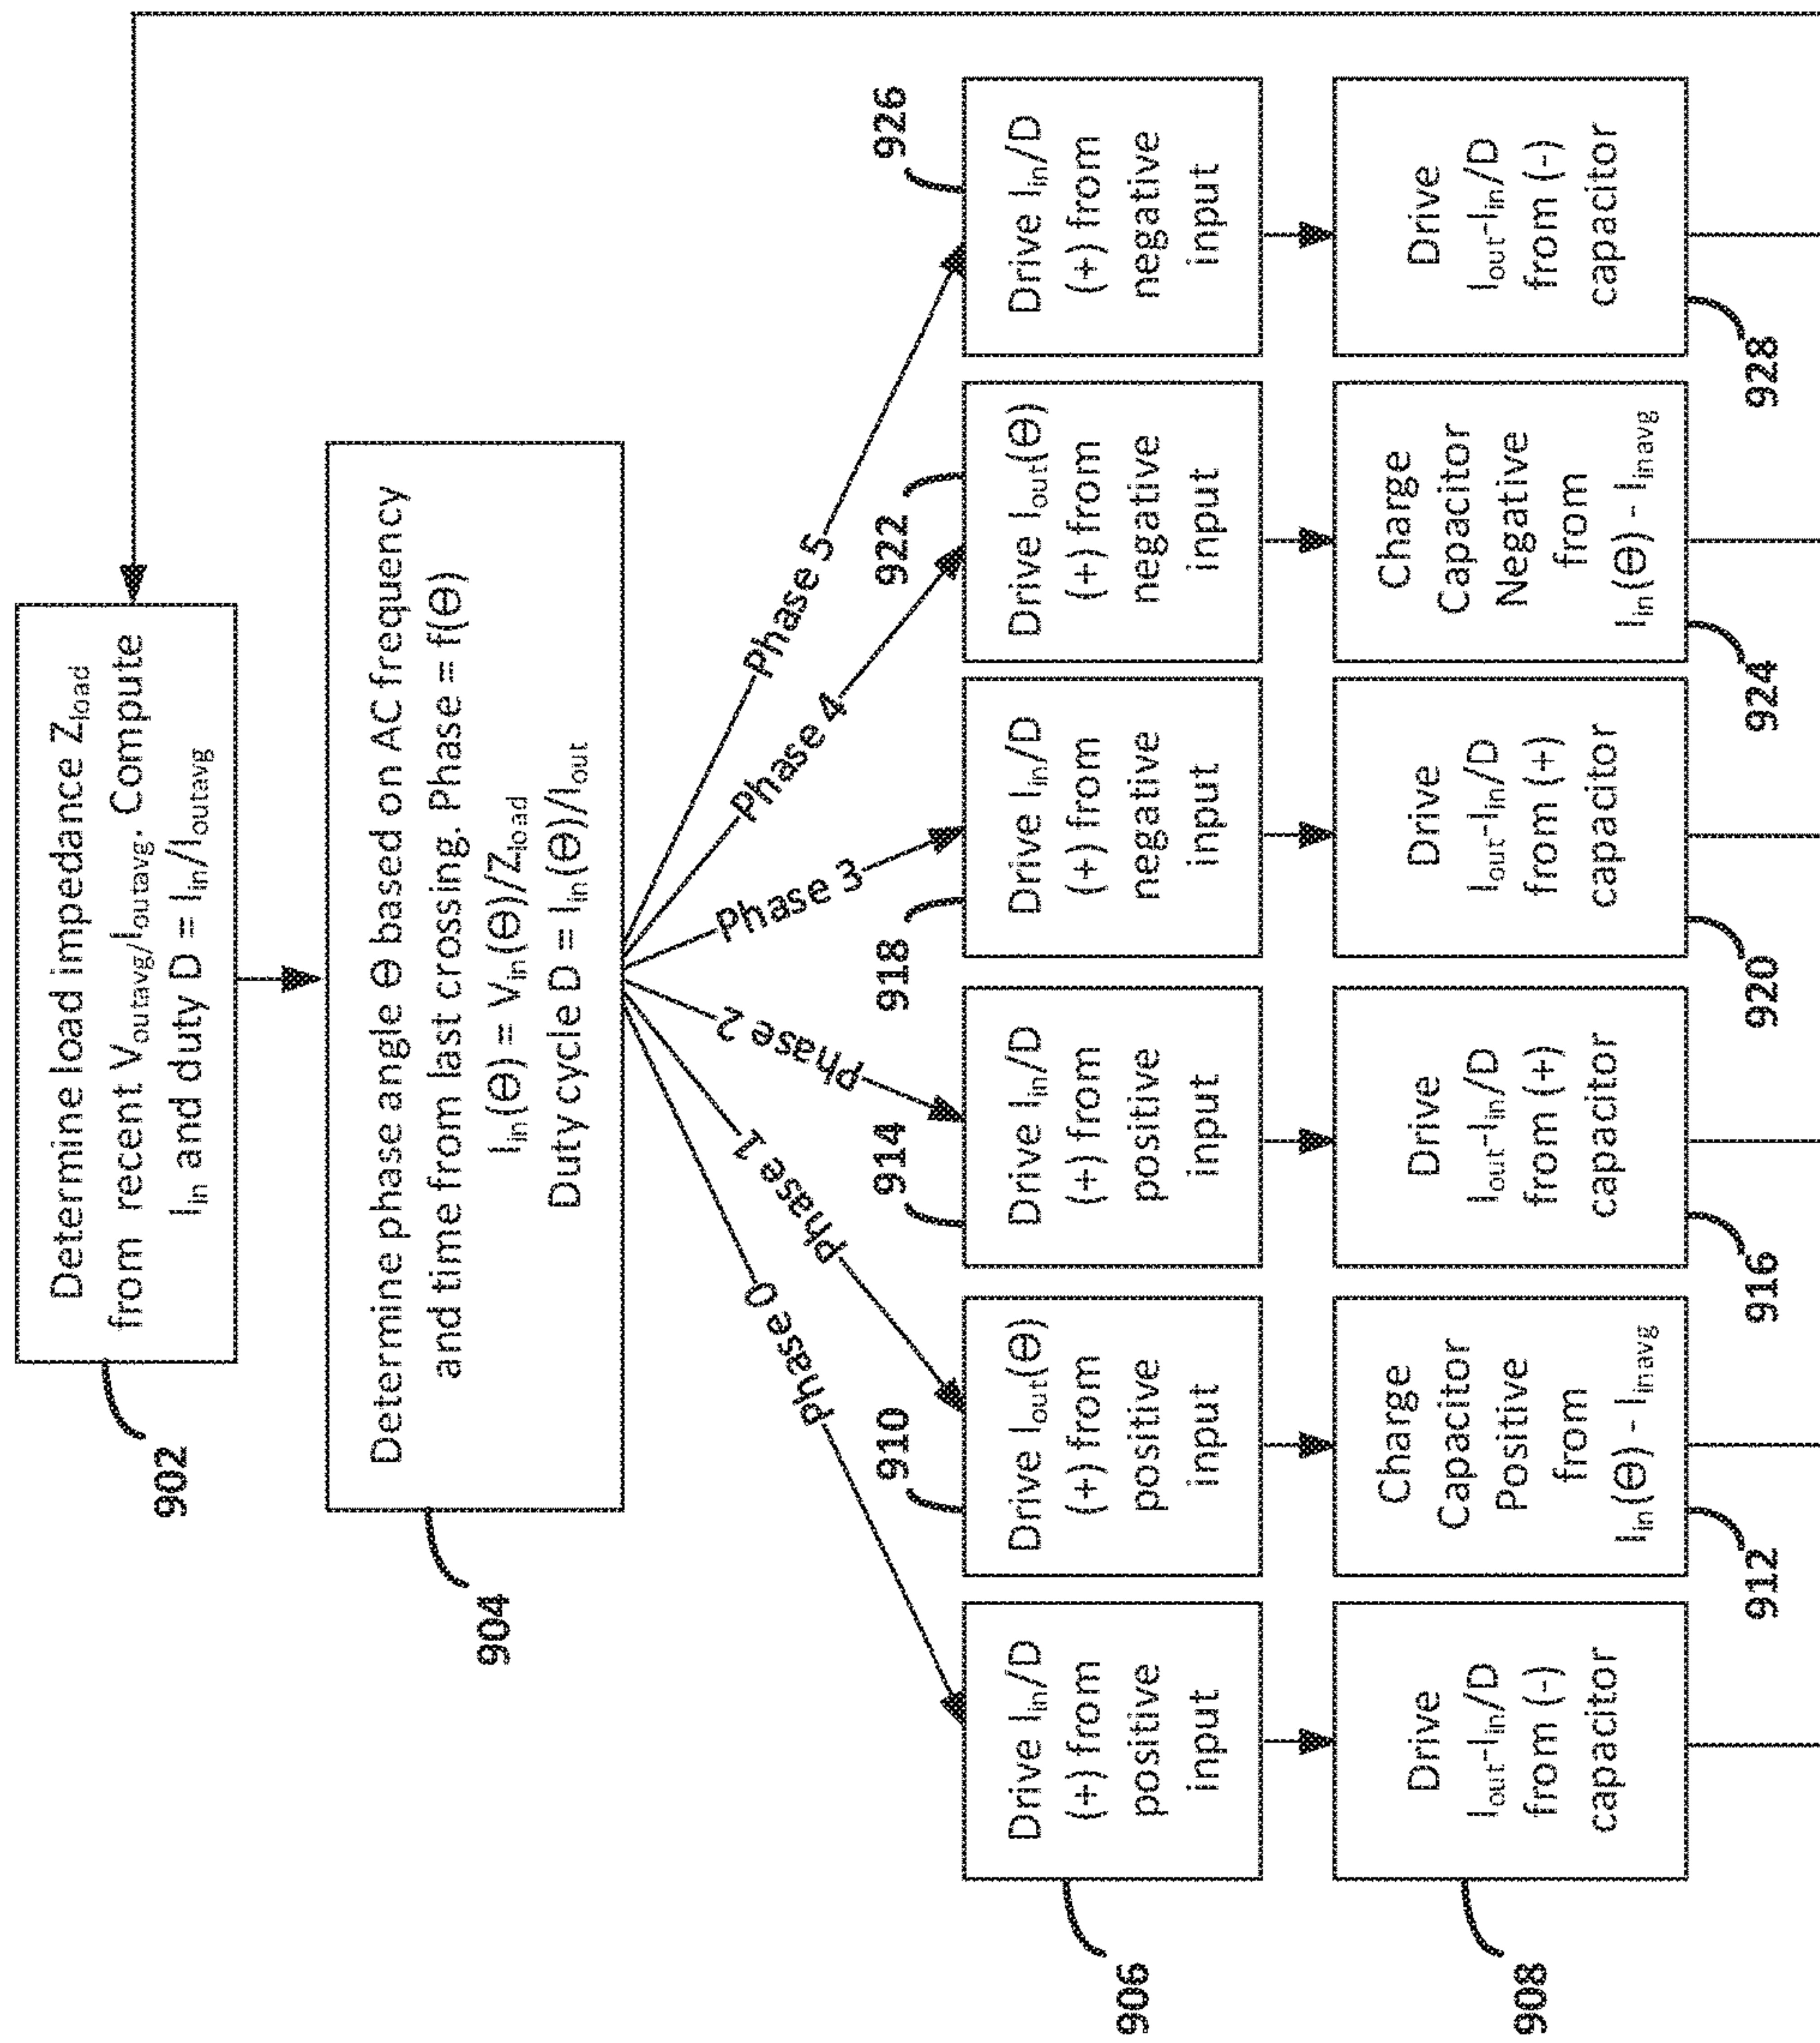 Determine load impedance Zload
from recent Voutavg/Ioutavg. Compute
Iin and duty D = Iin/Ioutavg
902
Determine phase angle Θ based on AC frequency
and time from last crossing. Phase = f(Θ)
Iin(Θ) = Vin(Θ)/Zload
Duty cycle D = Iin(Θ)/Iout
904
Phase 0
Phase 1
Phase 2
Phase 3
Phase 4
Phase 5
906
Drive Iin/D
(+) from
positive
input
908
Drive
Iout-Iin/D
from (-)
capacitor
910
Drive Iout(Θ)
(+) from
positive
input
Charge
Capacitor
Positive
from
Iin(Θ) - Iinavg
912
914
Drive Iin/D
(+) from
positive
input
Drive
Iout-Iin/D
from (+)
capacitor
916
918
Drive Iin/D
(+) from
negative
input
Drive
Iout-Iin/D
from (+)
capacitor
920
922
Drive Iout(Θ)
(+) from
negative
input
Charge
Capacitor
Negative
from
Iin(Θ) - Iinavg
924
926
Drive Iin/D
(+) from
negative
input
Drive
Iout-Iin/D
from (-)
capacitor
928